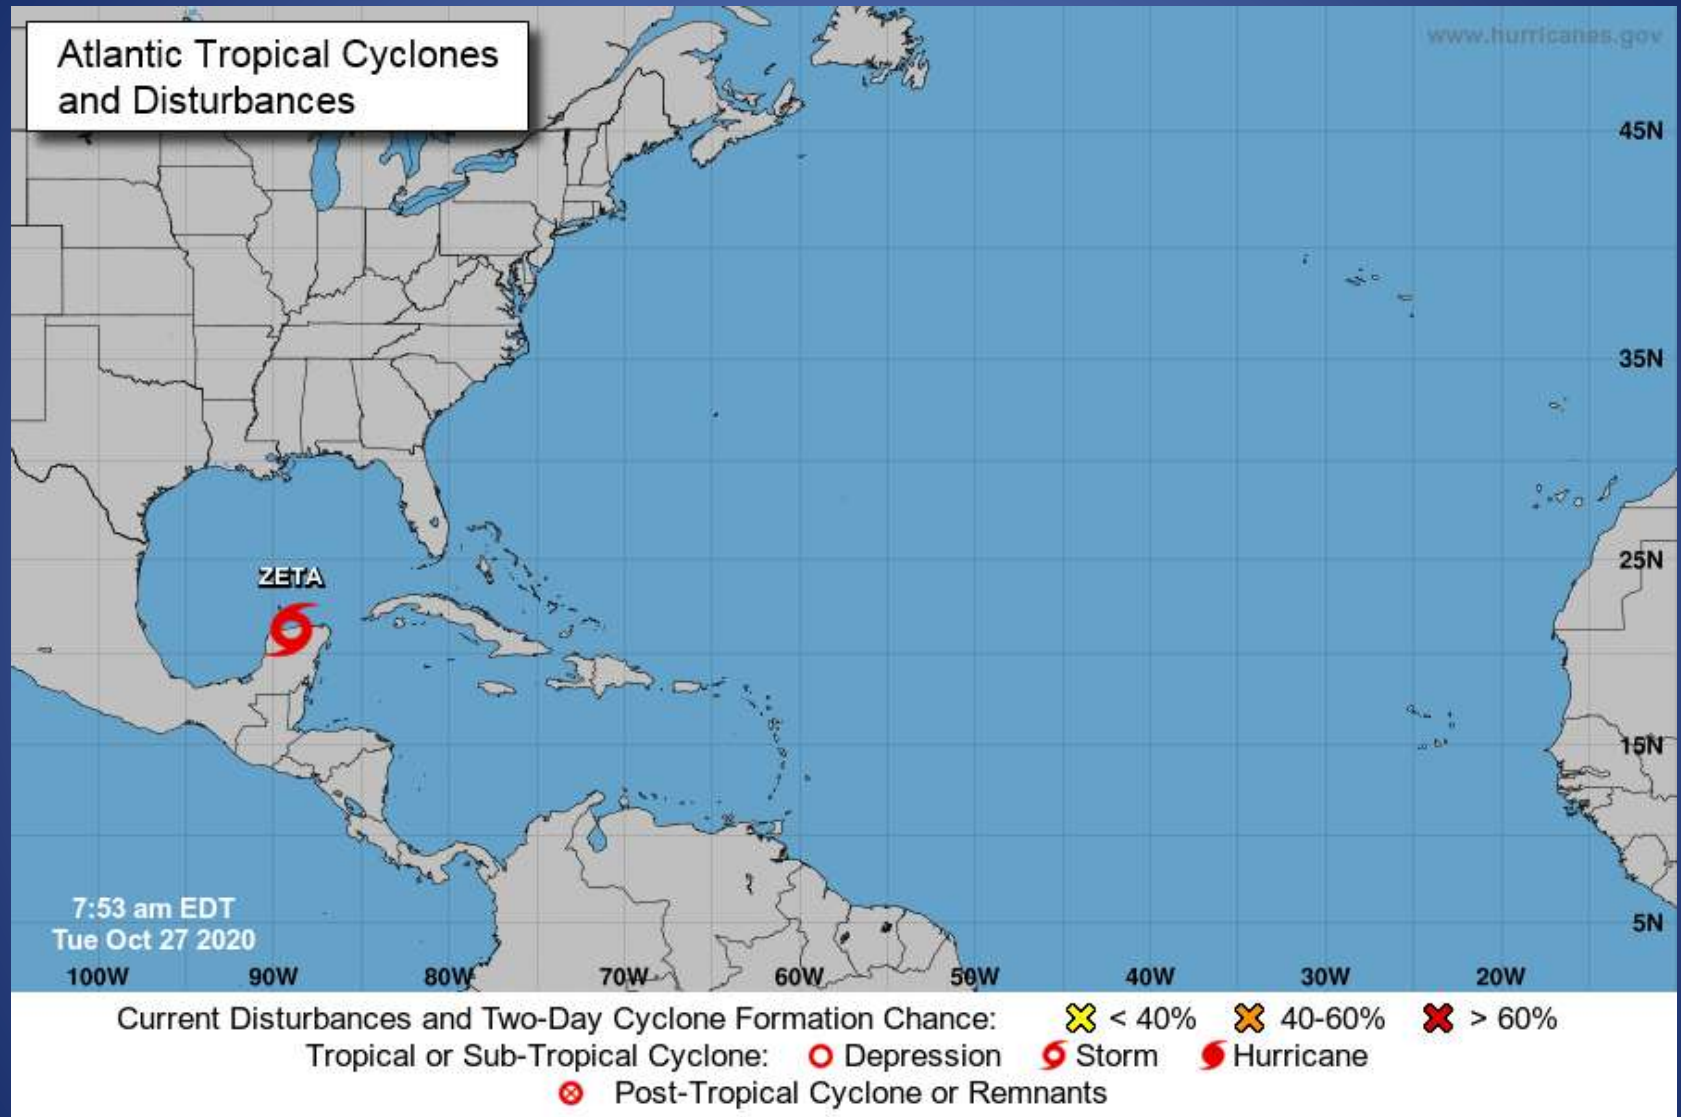 Atlantic Tropical Cyclones
and Disturbances
www.hurricanes.gov
45N
35N
25N
ZETA
15N
7:53 am EDT
Tue Oct 27 2020
5N
100W 90W 80W 70W 60W 50W 40W 30W 20W
Current Disturbances and Two-Day Cyclone Formation Chance: < 40% 40-60% > 60%
Tropical or Sub-Tropical Cyclone: Depression Storm Hurricane
Post-Tropical Cyclone or Remnants